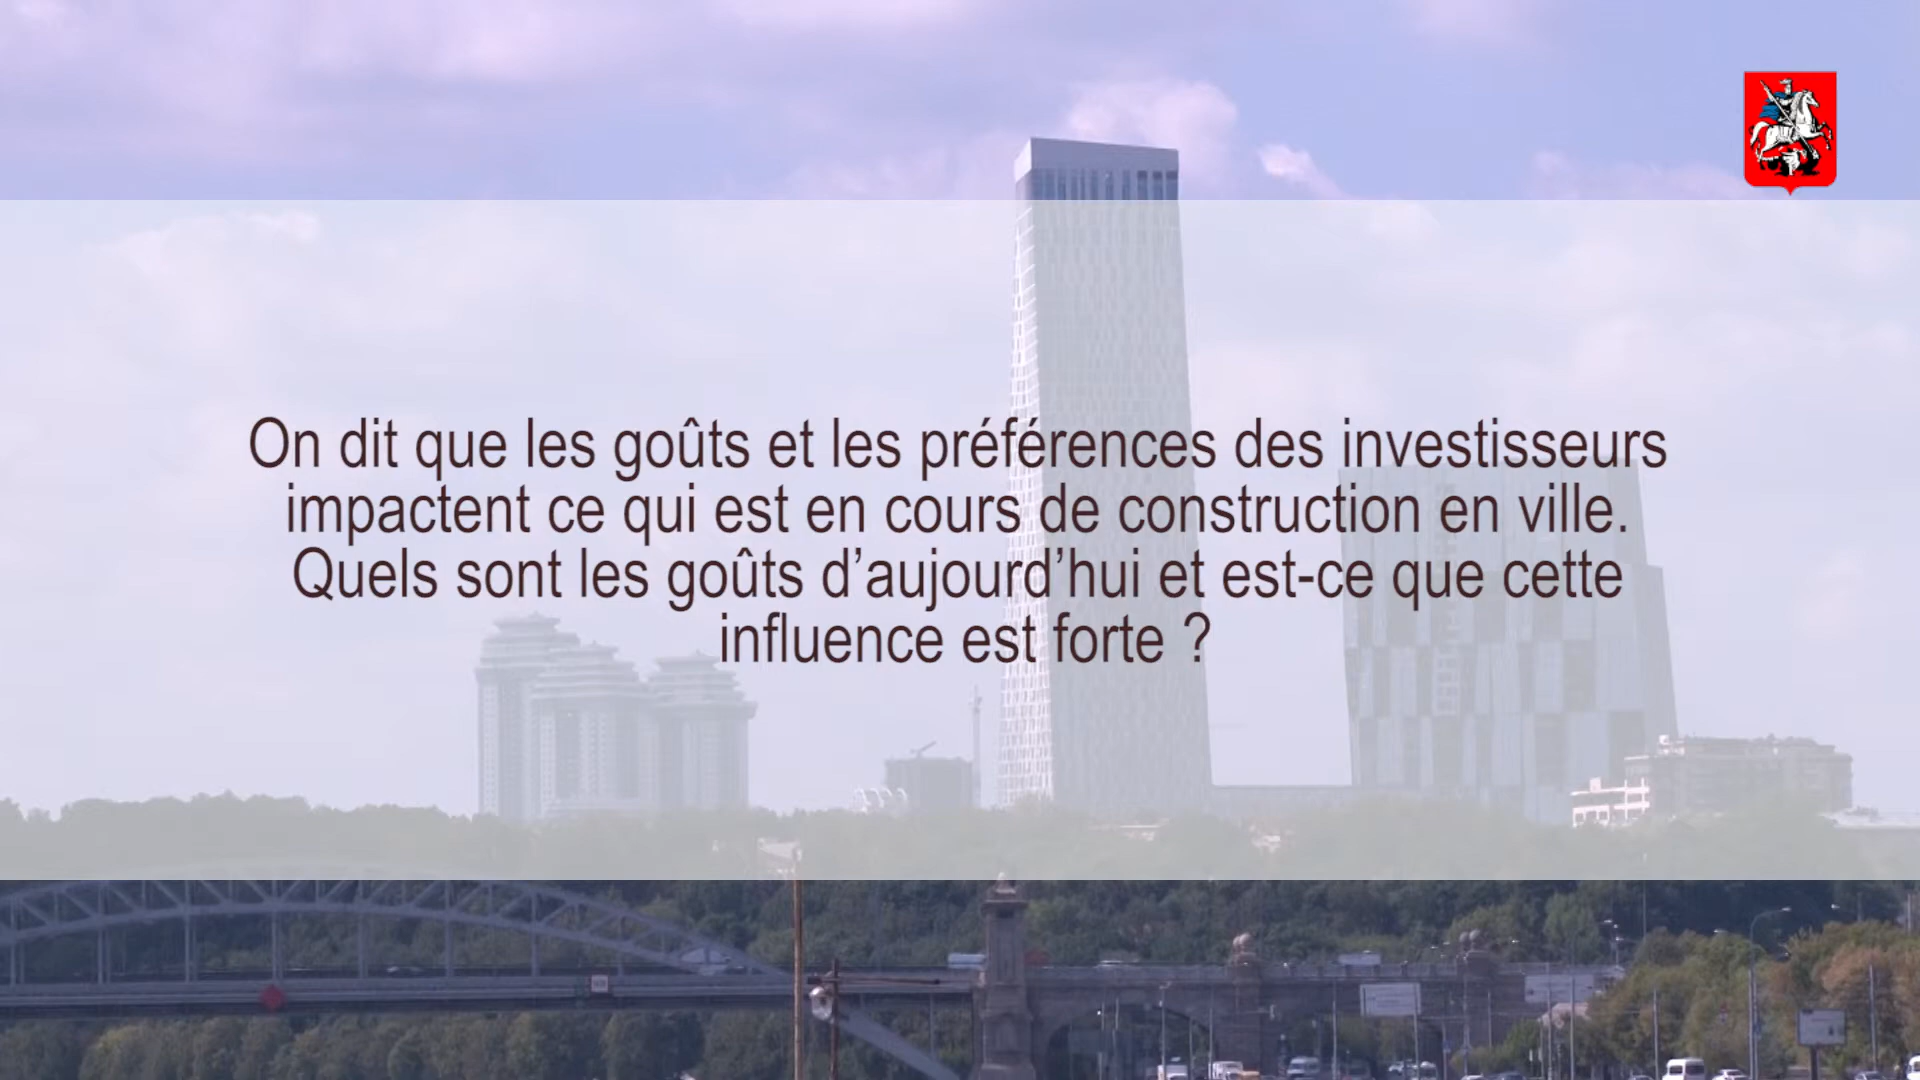 On dit que les goûts et les préférences des investisseurs
impactent ce qui est en cours de construction en ville.
Quels sont les goûts d’aujourd’hui et est-ce que cette
influence est forte ?